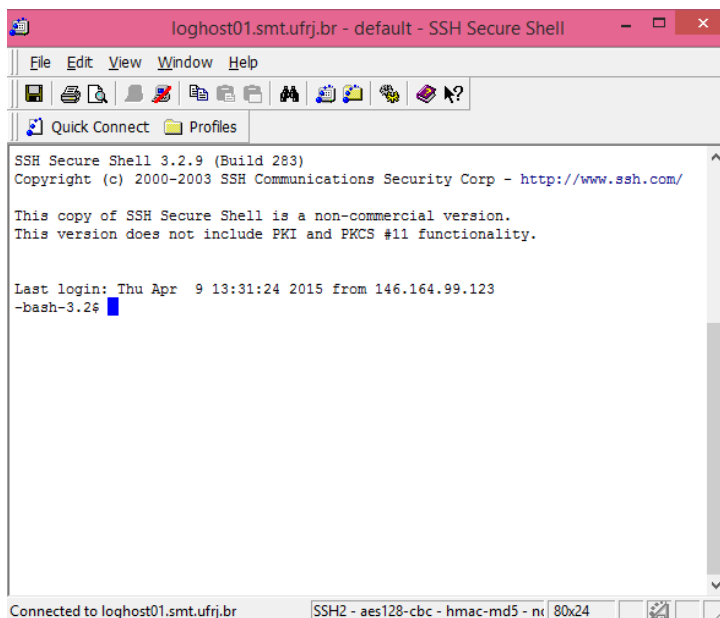 loghost01.smt.ufrj.br - default - SSH Secure Shell
File Edit View Window Help
Quick Connect Profiles
SSH Secure Shell 3.2.9 (Build 283)
Copyright (c) 2000-2003 SSH Communications Security Corp - http://www.ssh.com/
This copy of SSH Secure Shell is a non-commercial version.
This version does not include PKI and PKCS #11 functionality.
Last login: Thu Apr  9 13:31:24 2015 from 146.164.99.123
-bash-3.2$
Connected to loghost01.smt.ufrj.br SSH2 - aes128-cbc - hmac-md5 - 80x24